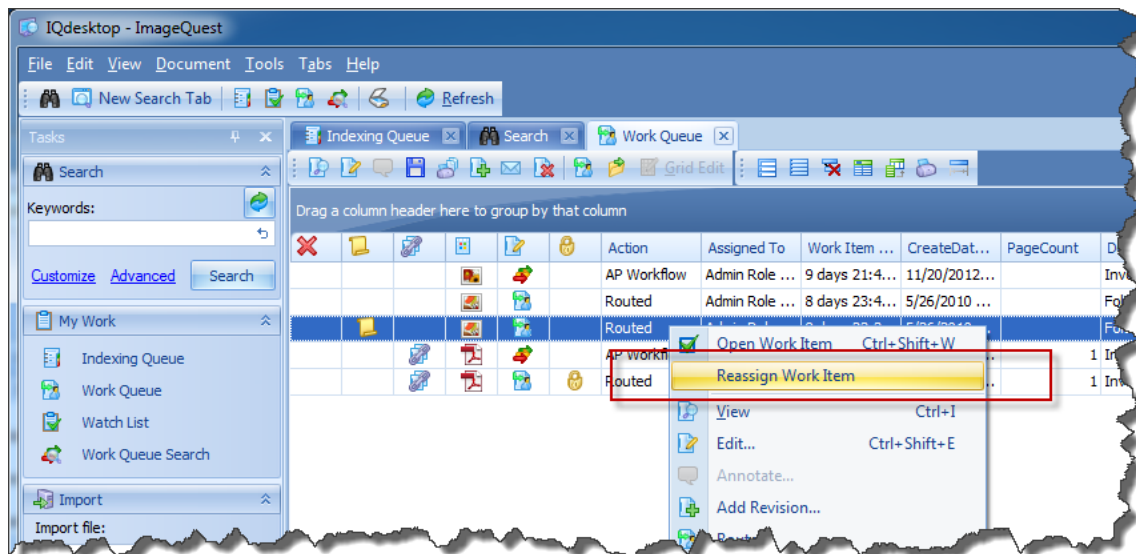 IQdesktop - ImageQuest
File Edit View Document Tools Tabs Help
New Search Tab Refresh
Tasks
Indexing Queue Search Work Queue
Search
Grid Edit
Keywords:
Drag a column header here to group by that column
Action Assigned To Work Item ... CreateDat... PageCount
Customize Advanced Search
AP Workflow Admin Role ... 9 days 21:4... 11/20/2012...
Routed Admin Role ... 8 days 23:4... 5/26/2010 ...
My Work
Routed
Indexing Queue
Work Queue
Watch List
Work Queue Search
Routed 1
Open Work Item Ctrl+Shift+W
Reassign Work Item
View Ctrl+I
Edit... Ctrl+Shift+E
Annotate...
Add Revision...
Import
Import file: